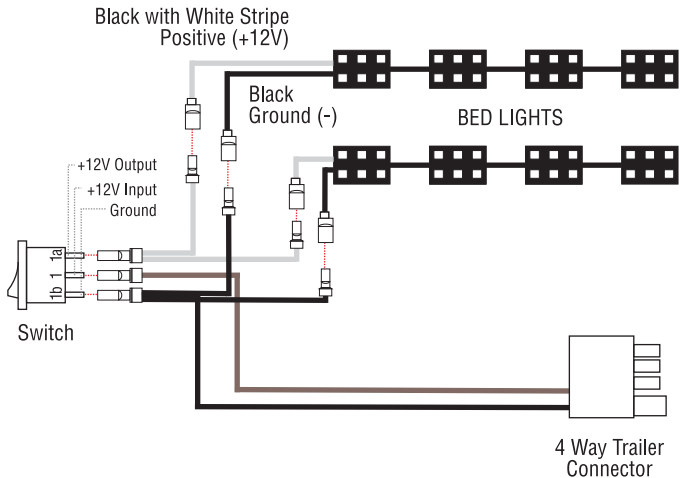 Black with White Stripe
Positive (+12V)
Black
Ground (-)
BED LIGHTS
+12V Output
+12V Input
Ground
1a
1
1b
Switch
4 Way Trailer
Connector